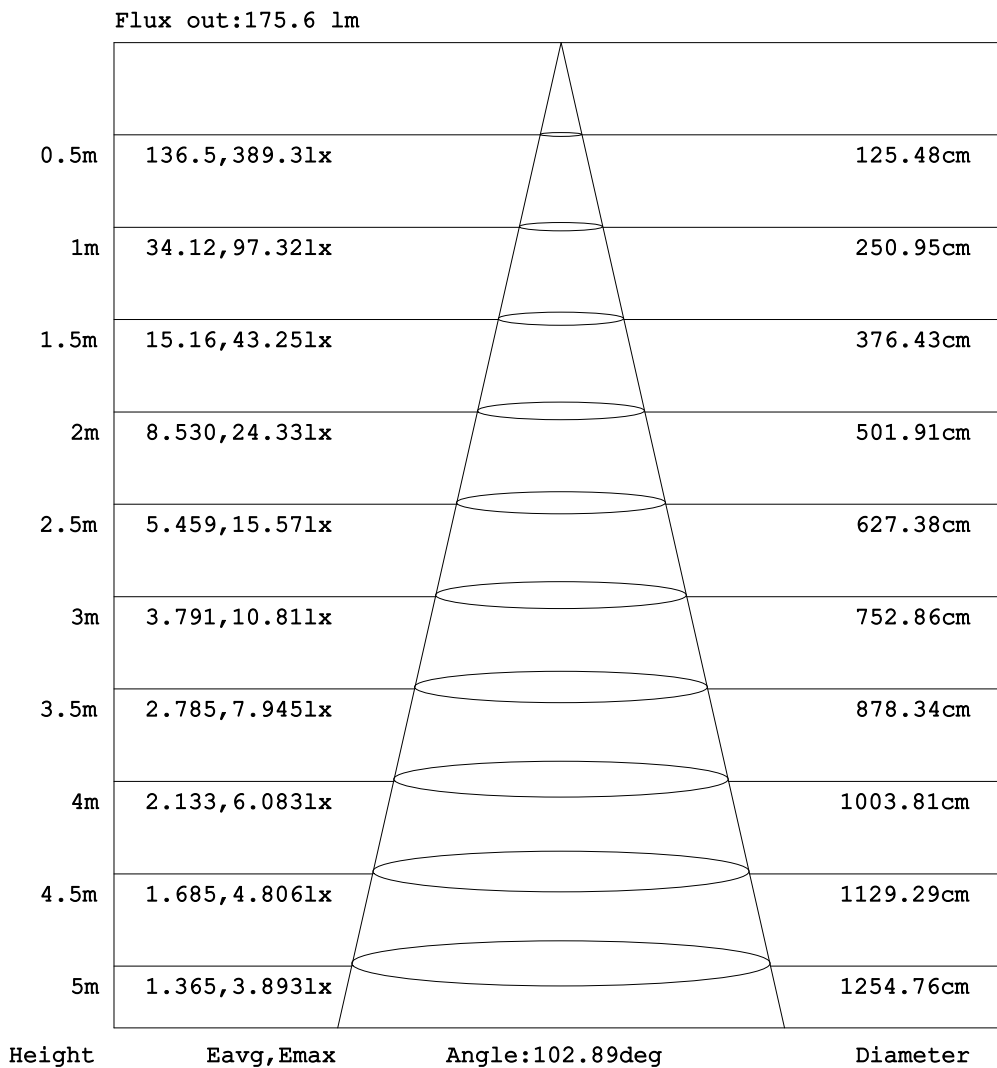 Flux out:175.6 lm
0.5m 136.5,389.3lx 125.48cm
1m 34.12,97.32lx 250.95cm
1.5m 15.16,43.25lx 376.43cm
2m 8.530,24.33lx 501.91cm
2.5m 5.459,15.57lx 627.38cm
3m 3.791,10.81lx 752.86cm
3.5m 2.785,7.945lx 878.34cm
4m 2.133,6.083lx 1003.81cm
4.5m 1.685,4.806lx 1129.29cm
5m 1.365,3.893lx 1254.76cm
Height Eavg,Emax Angle:102.89deg Diameter